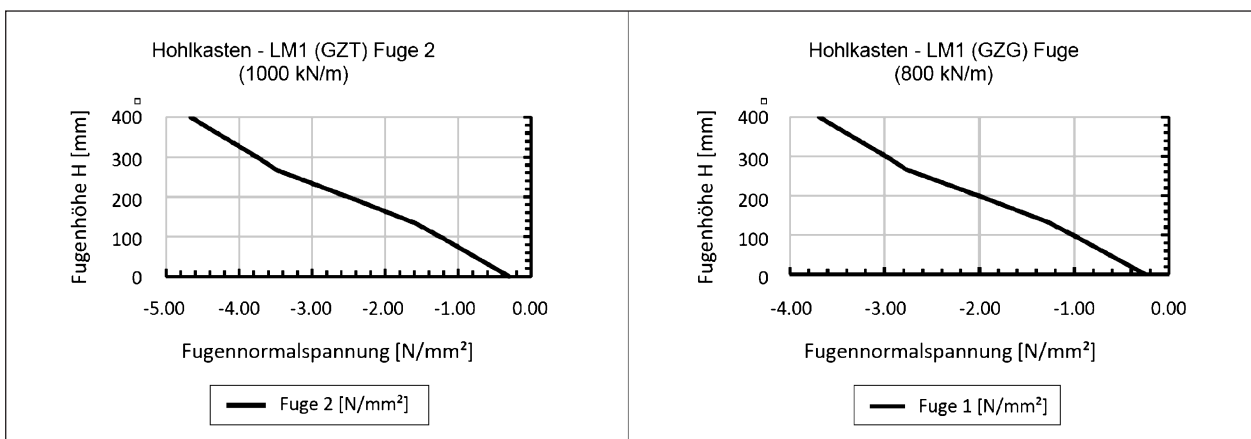 Hohlkasten - LM1 (GZT) Fuge 2
(1000 kN/m)
Fugenhöhe H [mm]
400
300
200
100
0
-5.00 -4.00 -3.00 -2.00 -1.00 0.00
Fugennormalspannung [N/mm²]
Fuge 2 [N/mm²]
Hohlkasten - LM1 (GZG) Fuge
(800 kN/m)
Fugenhöhe H [mm]
400
300
200
100
0
-4.00 -3.00 -2.00 -1.00 0.00
Fugennormalspannung [N/mm²]
Fuge 1 [N/mm²]